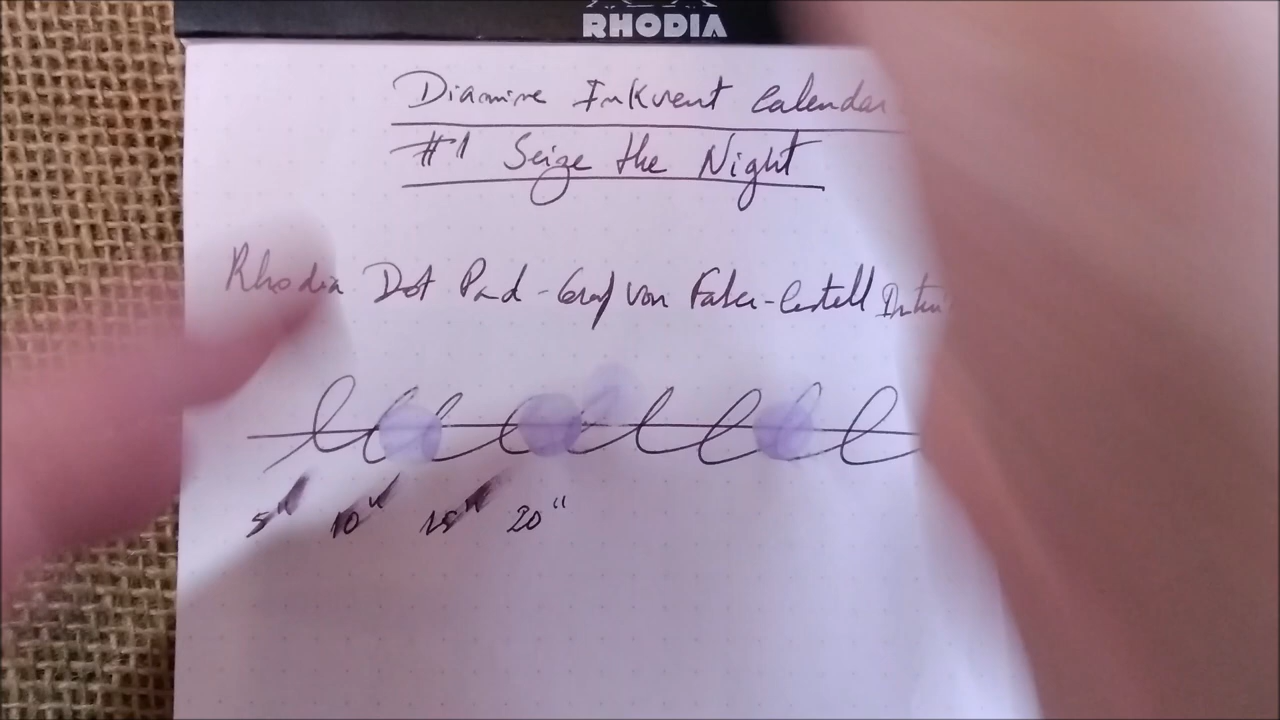 RHODIA
Diamine Inkvent Calendar
#1 Seize the Night
Rhodia Dot Pad - Graf von Faber-Castell
5" 10" 15" 20"